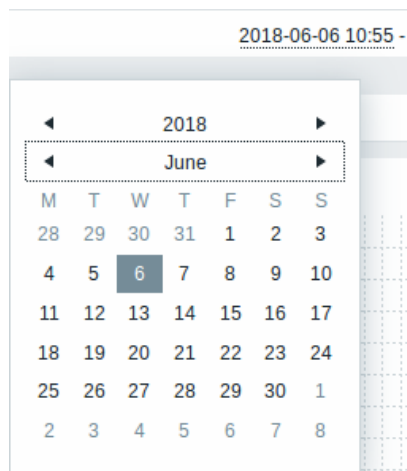 2018-06-06 10:55 -
2018
June
M T W T F S S
28 29 30 31 1 2 3
4 5 6 7 8 9 10
11 12 13 14 15 16 17
18 19 20 21 22 23 24
25 26 27 28 29 30 1
2 3 4 5 6 7 8